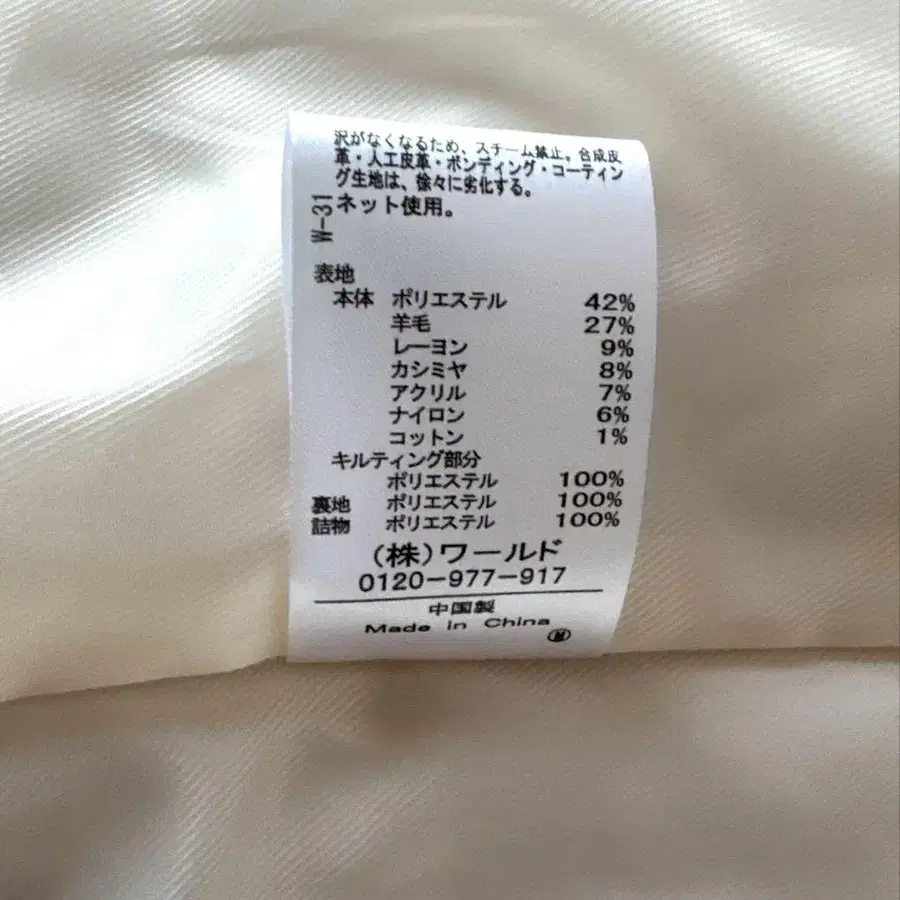 沢がなくなるため、スチーム禁止。合成皮
革・人工皮革・ボンディング・コーティン
グ生地は、徐々に劣化する。
ネット使用。
W-31
表地
本体 ポリエステル 42%
羊毛 27%
レーヨン 9%
カシミヤ 8%
アクリル 7%
ナイロン 6%
コットン 1%
キルティング部分
ポリエステル 100%
裏地 ポリエステル 100%
詰物 ポリエステル 100%
(株)ワールド
0120-977-917
中国製
Made in China